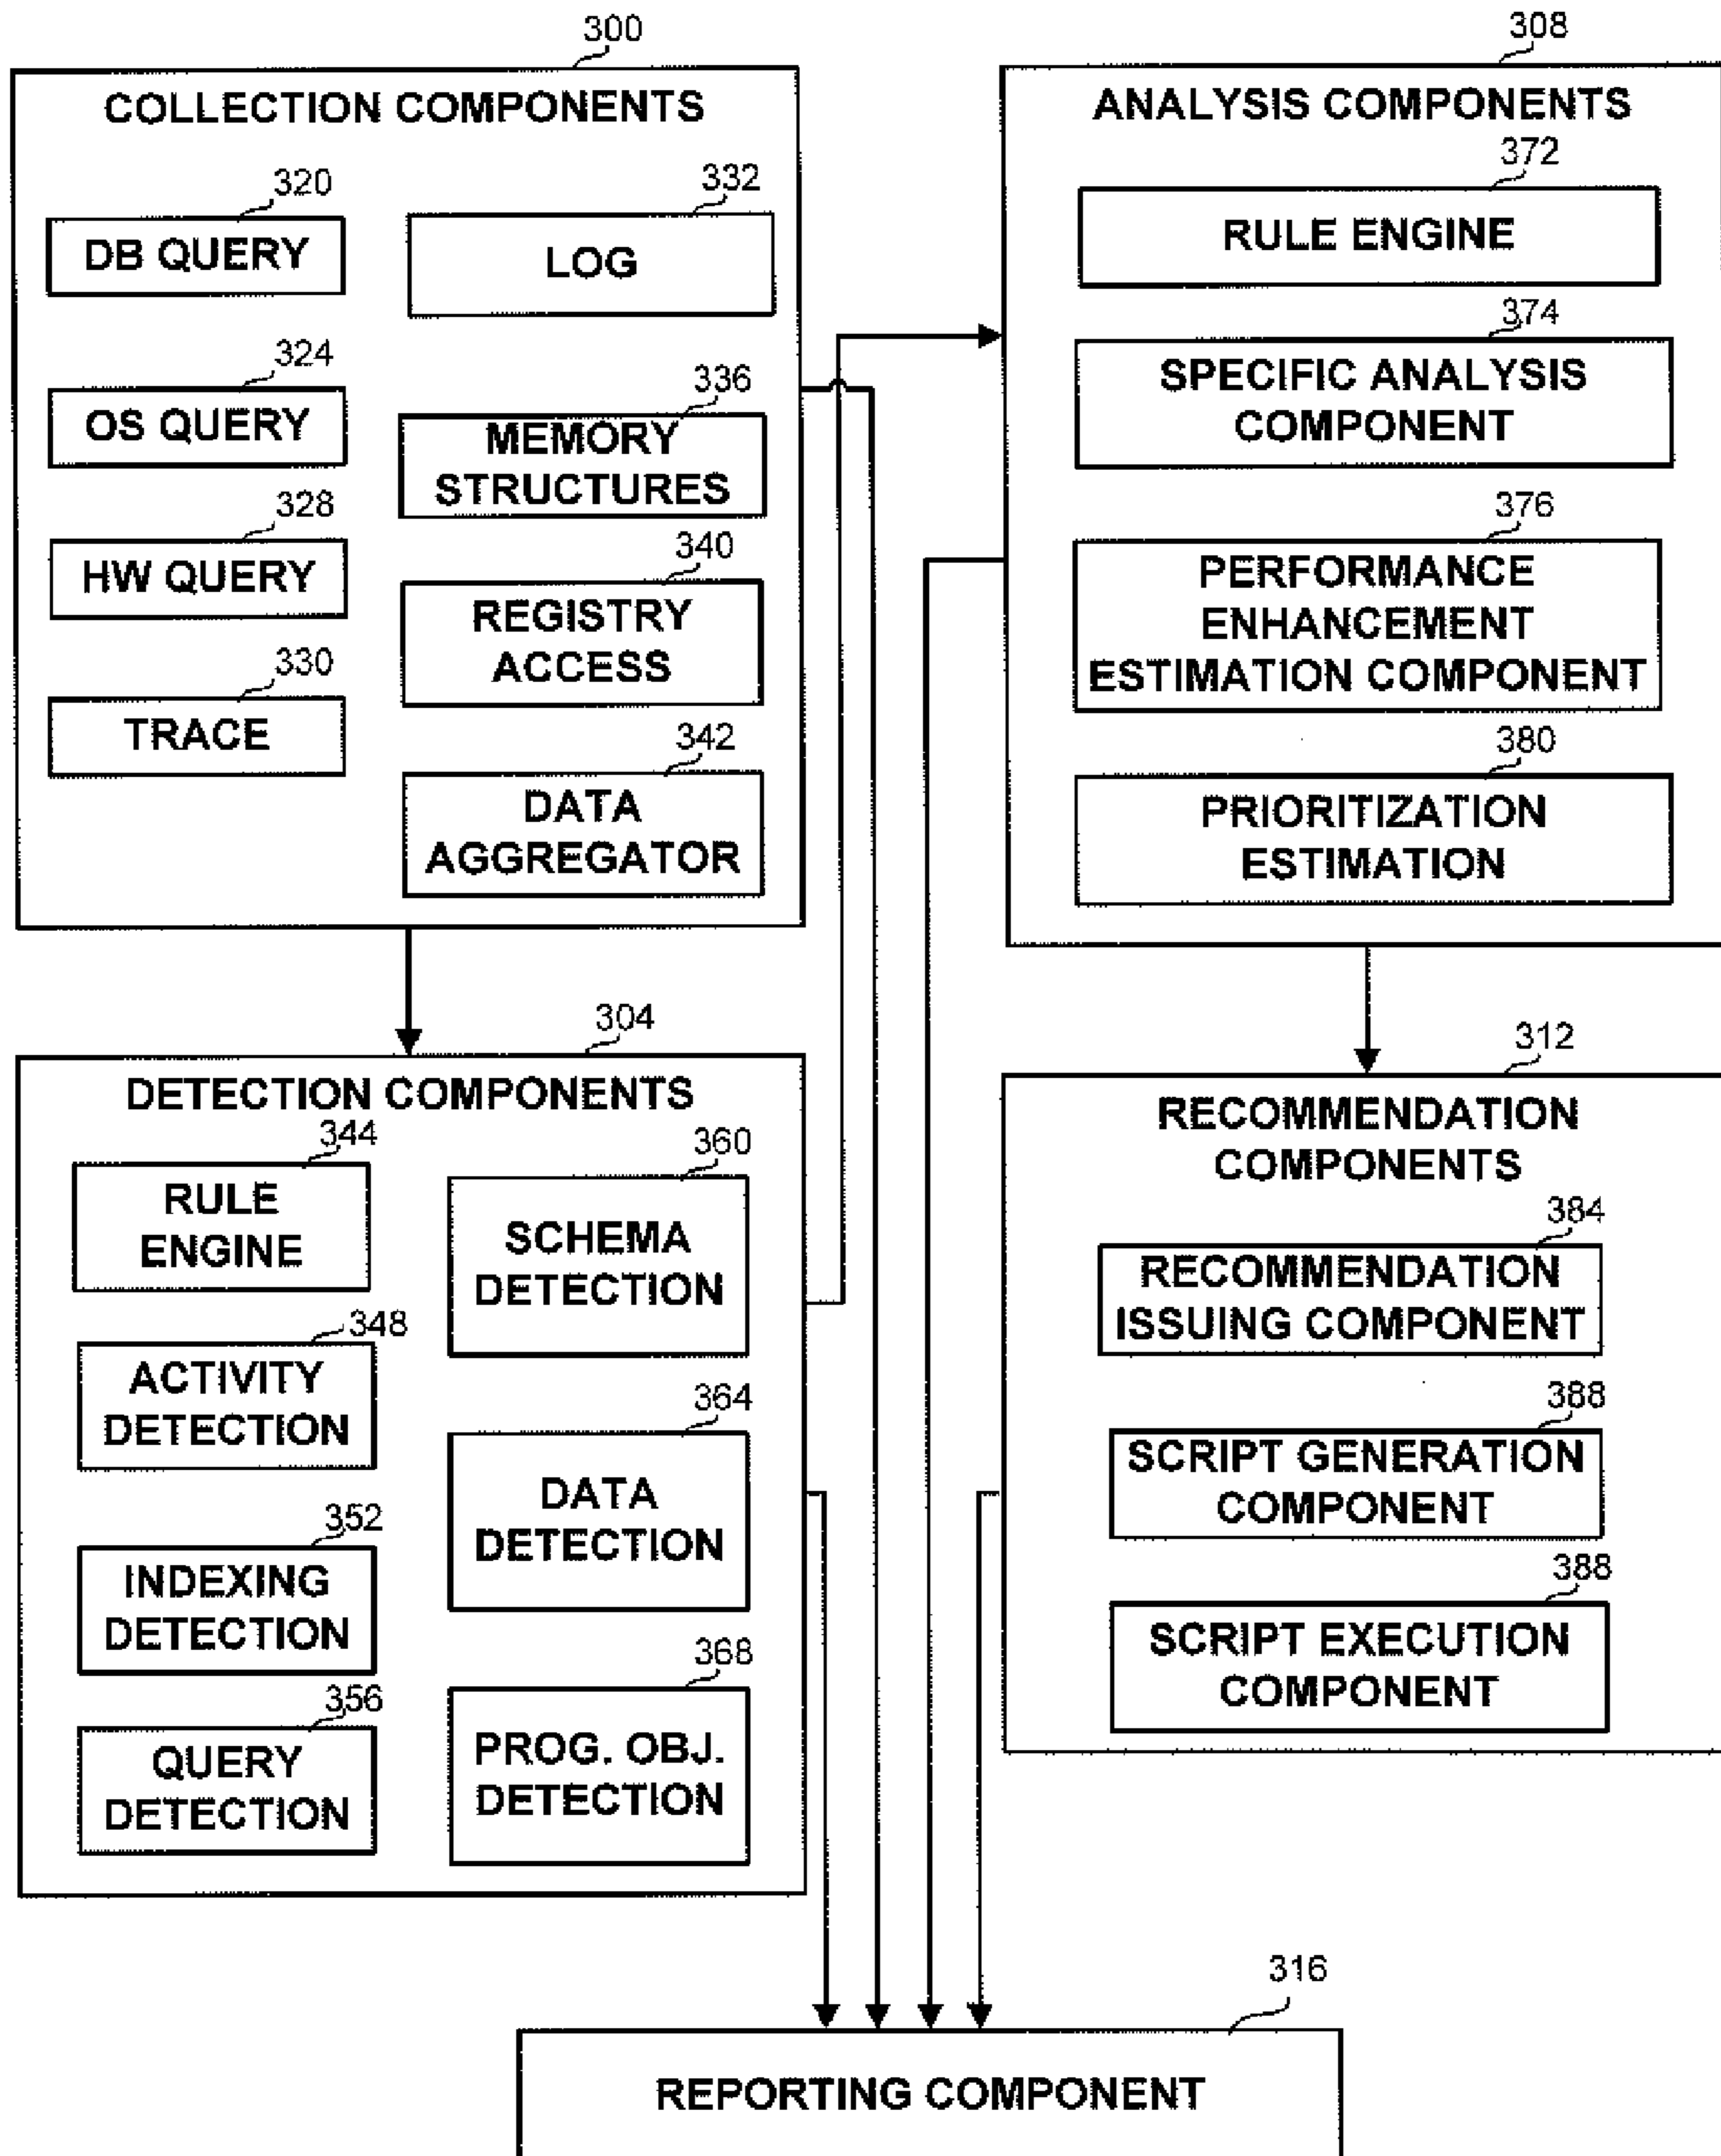 300
COLLECTION COMPONENTS
320
DB QUERY
332
LOG
324
OS QUERY
336
MEMORY
STRUCTURES
328
HW QUERY
340
REGISTRY
ACCESS
330
TRACE
342
DATA
AGGREGATOR
308
ANALYSIS COMPONENTS
372
RULE ENGINE
374
SPECIFIC ANALYSIS
COMPONENT
376
PERFORMANCE
ENHANCEMENT
ESTIMATION COMPONENT
380
PRIORITIZATION
ESTIMATION
304
DETECTION COMPONENTS
344
RULE
ENGINE
360
SCHEMA
DETECTION
348
ACTIVITY
DETECTION
364
DATA
DETECTION
352
INDEXING
DETECTION
368
PROG. OBJ.
DETECTION
356
QUERY
DETECTION
312
RECOMMENDATION
COMPONENTS
384
RECOMMENDATION
ISSUING COMPONENT
388
SCRIPT GENERATION
COMPONENT
388
SCRIPT EXECUTION
COMPONENT
316
REPORTING COMPONENT